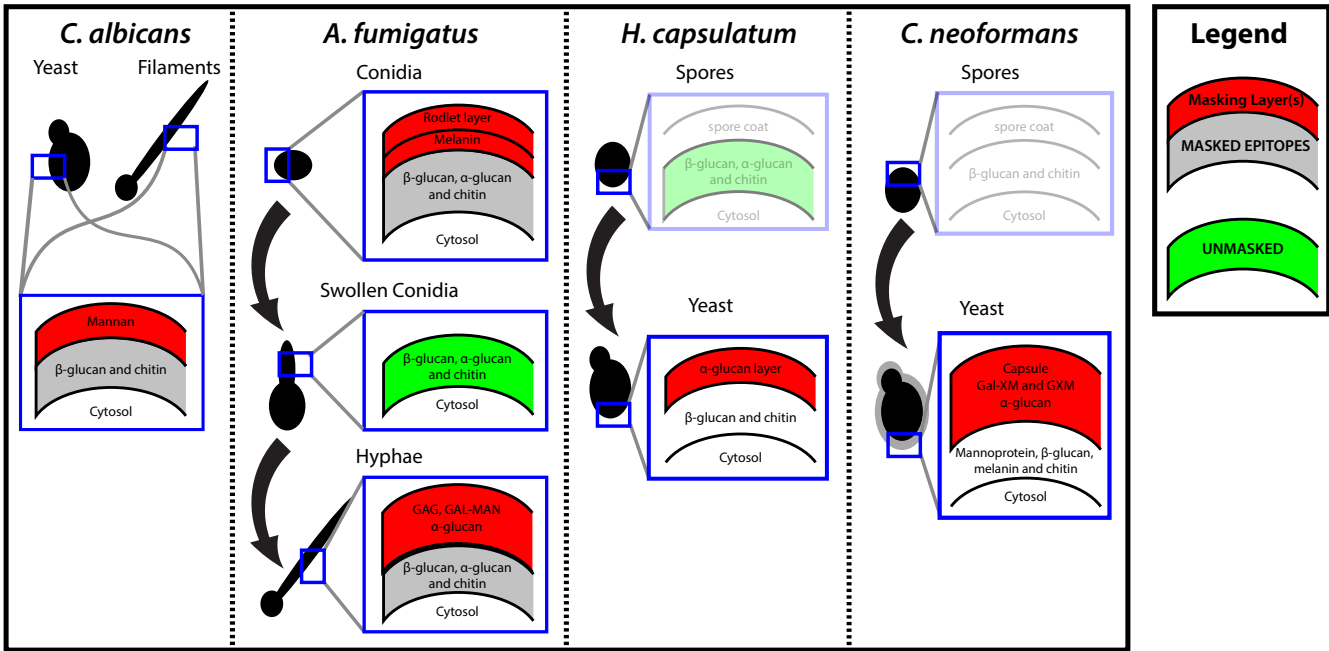 C. albicans
Yeast
Filaments
Mannan
β-glucan and chitin
Cytosol
A. fumigatus
Conidia
Rodlet layer
Melanin
β-glucan, α-glucan
and chitin
Cytosol
Swollen Conidia
β-glucan, α-glucan
and chitin
Cytosol
Hyphae
GAG, GAL-MAN
α-glucan
β-glucan, α-glucan
and chitin
Cytosol
H. capsulatum
Spores
spore coat
β-glucan, α-glucan
and chitin
Cytosol
Yeast
α-glucan layer
β-glucan and chitin
Cytosol
C. neoformans
Spores
spore coat
β-glucan and chitin
Cytosol
Yeast
Capsule
Gal-XM and GXM
α-glucan
Mannoprotein, β-glucan,
melanin and chitin
Cytosol
Legend
Masking Layer(s)
MASKED EPITOPES
UNMASKED